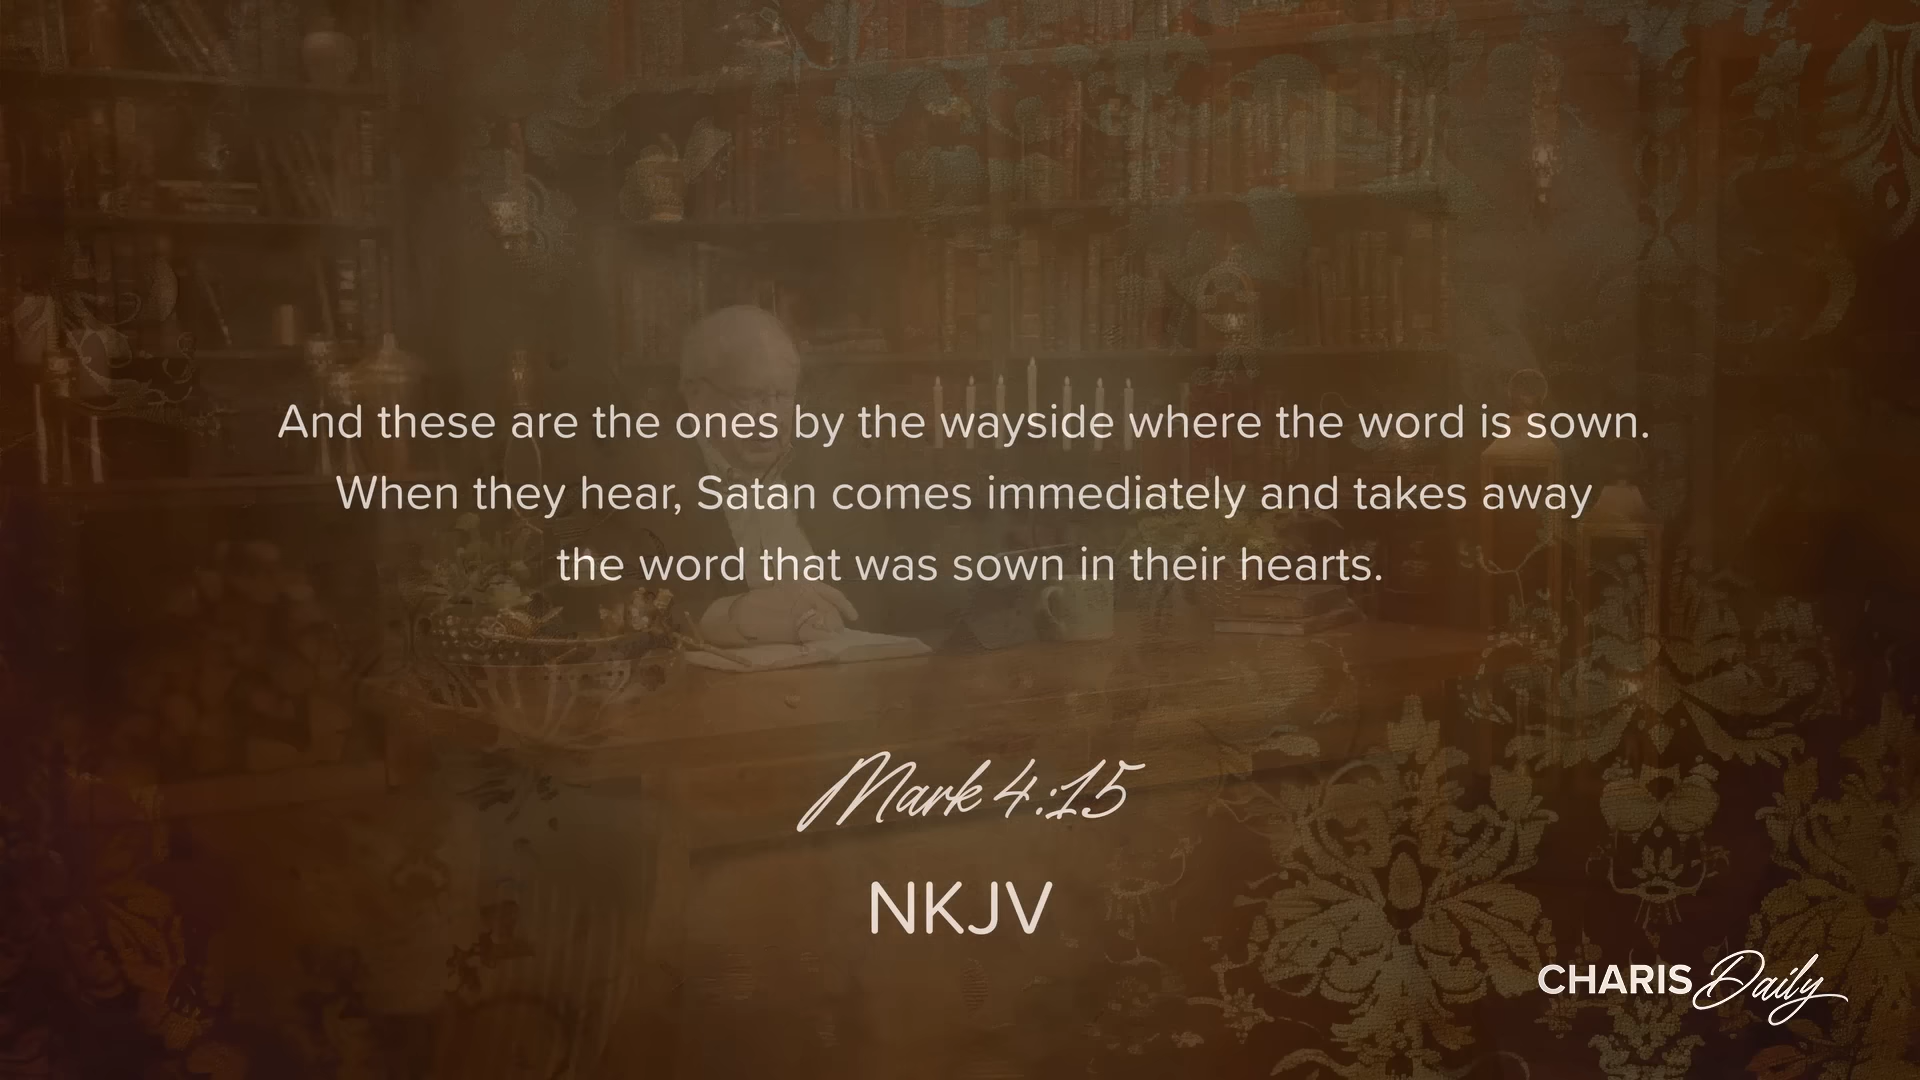 And these are the ones by the wayside where the word is sown.
When they hear, Satan comes immediately and takes away
the word that was sown in their hearts.
Mark 4:15
NKJV
CHARIS Daily